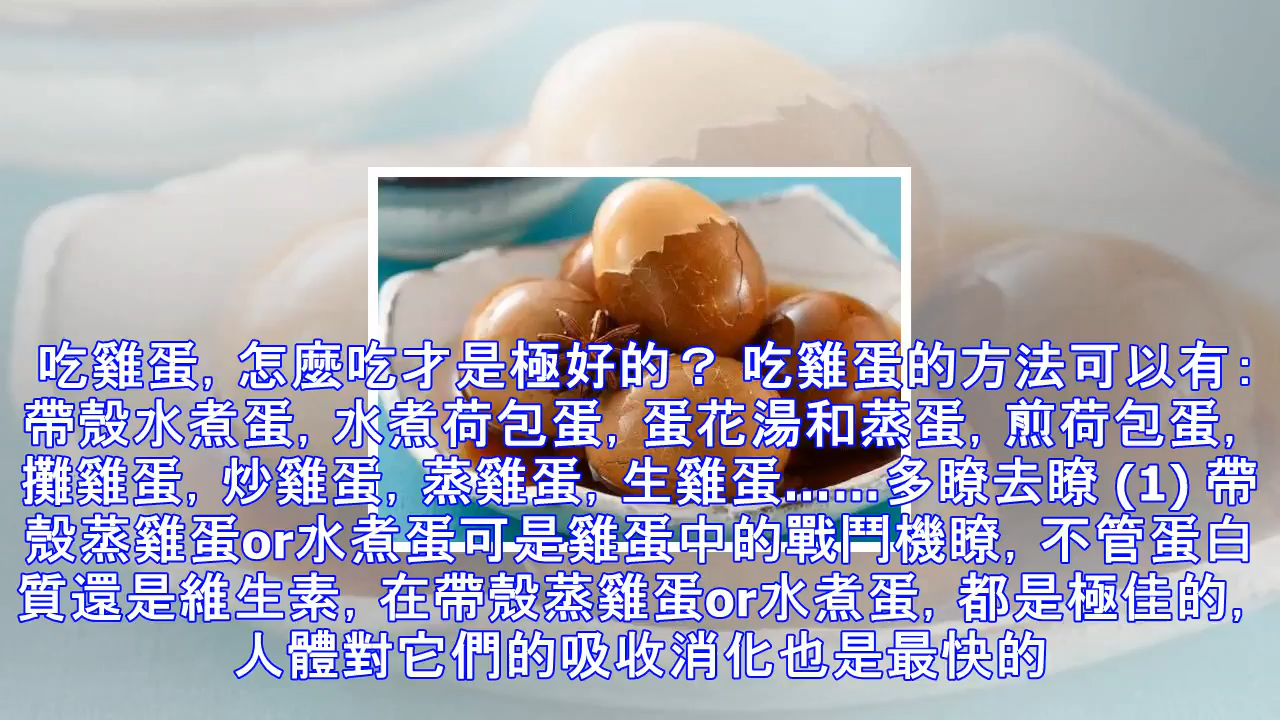 吃雞蛋, 怎麼吃才是極好的？ 吃雞蛋的方法可以有:
帶殼水煮蛋, 水煮荷包蛋, 蛋花湯和蒸蛋, 煎荷包蛋,
攤雞蛋, 炒雞蛋, 蒸雞蛋, 生雞蛋......多瞭去瞭 (1) 帶
殼蒸雞蛋or水煮蛋可是雞蛋中的戰鬥機瞭, 不管蛋白
質還是維生素, 在帶殼蒸雞蛋or水煮蛋, 都是極佳的,
人體對它們的吸收消化也是最快的